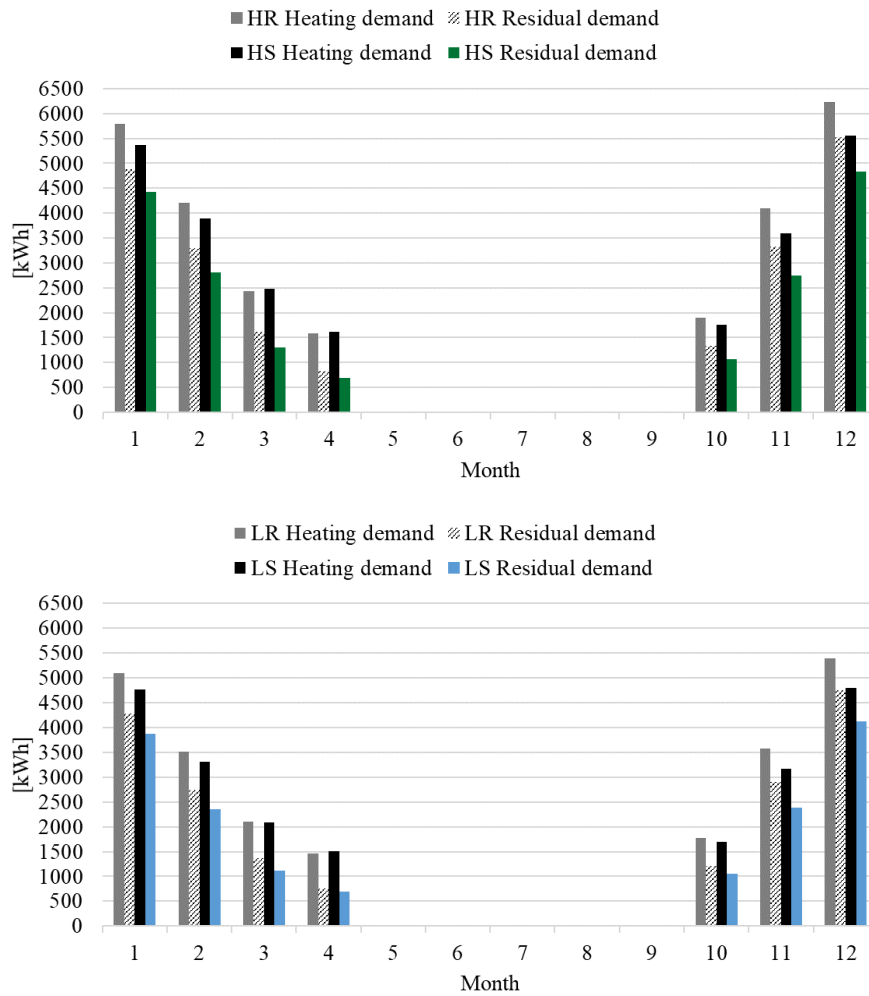 HR Heating demand HR Residual demand
HS Heating demand HS Residual demand
6500
6000
5500
5000
4500
4000
3500
3000
2500
2000
1500
1000
500
0
[kWh]
1 2 3 4 5 6 7 8 9 10 11 12
Month
LR Heating demand LR Residual demand
LS Heating demand LS Residual demand
6500
6000
5500
5000
4500
4000
3500
3000
2500
2000
1500
1000
500
0
[kWh]
1 2 3 4 5 6 7 8 9 10 11 12
Month